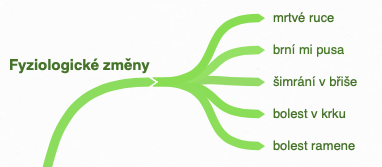 mrtvé ruce
brní mi pusa
Fyziologické změny
šimrání v břiše
bolest v krku
bolest ramene